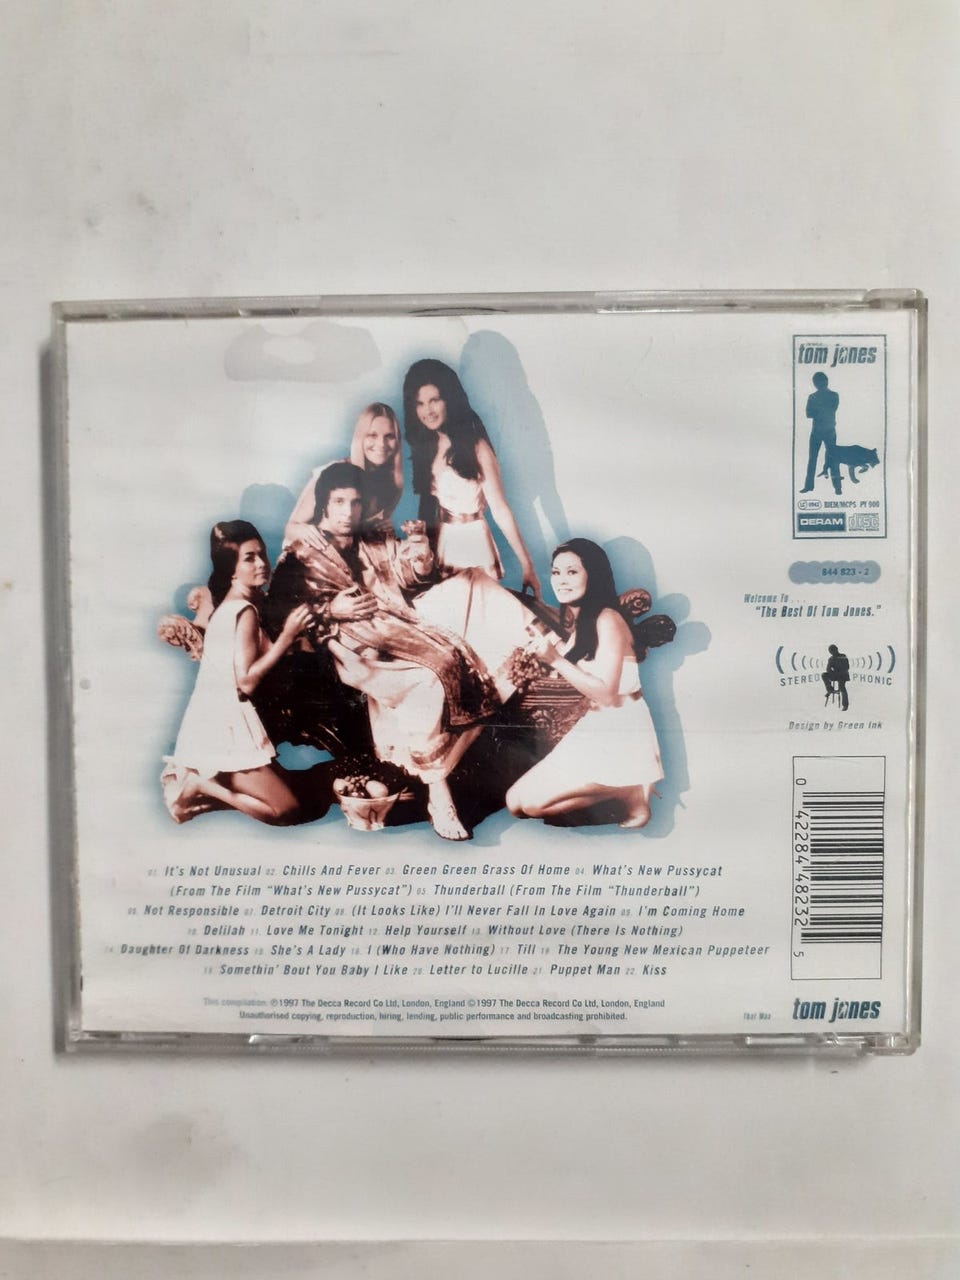 tom jones
LC 0942 BIEM/MCPS PY 900
DERAM disc
844 823 - 2
Welcome To . . .
"The Best Of Tom Jones."
STEREO PHONIC
Design by Green Ink
0 42284 48232 5
01. It's Not Unusual 02. Chills And Fever 03. Green Green Grass Of Home 04. What's New Pussycat
(From The Film "What's New Pussycat") 05. Thunderball (From The Film "Thunderball")
06. Not Responsible 07. Detroit City 08. (It Looks Like) I'll Never Fall In Love Again 09. I'm Coming Home
10. Delilah 11. Love Me Tonight 12. Help Yourself 13. Without Love (There Is Nothing)
14. Daughter Of Darkness 15. She's A Lady 16. I (Who Have Nothing) 17. Till 18. The Young New Mexican Puppeteer
19. Somethin' Bout You Baby I Like 20. Letter to Lucille 21. Puppet Man 22. Kiss
This compilation ℗1997 The Decca Record Co Ltd, London, England ©1997 The Decca Record Co Ltd, London, England
Unauthorised copying, reproduction, hiring, lending, public performance and broadcasting prohibited.
tom jones